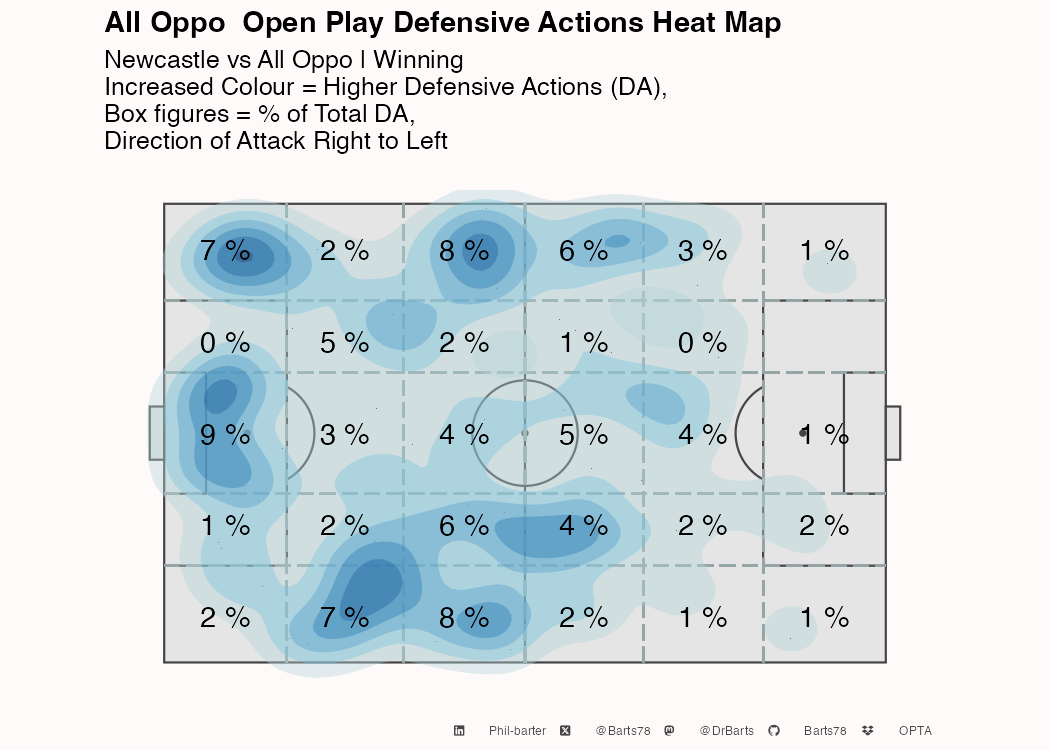 All Oppo  Open Play Defensive Actions Heat Map
Newcastle vs All Oppo | Winning
Increased Colour = Higher Defensive Actions (DA),
Box figures = % of Total DA,
Direction of Attack Right to Left
7 % 2 % 8 % 6 % 3 % 1 %
0 % 5 % 2 % 1 % 0 %
9 % 3 % 4 % 5 % 4 % 1 %
1 % 2 % 6 % 4 % 2 % 2 %
2 % 7 % 8 % 2 % 1 % 1 %
Phil-barter @Barts78 @DrBarts Barts78 OPTA